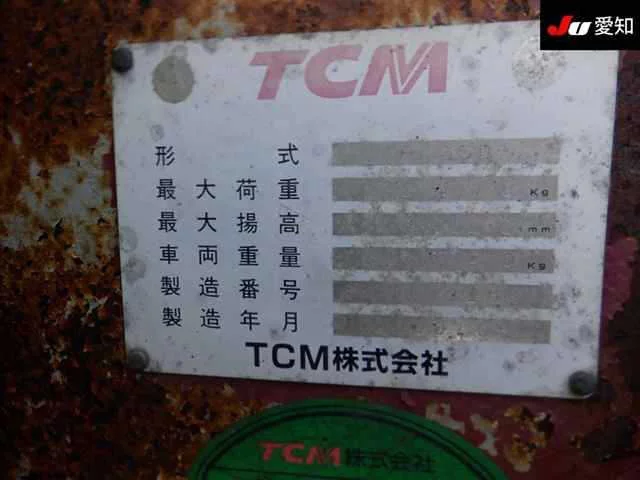 JU 愛知
TCM
形式
最大荷重 Kg
最大揚高 mm
車両重量 Kg
製造番号
製造年月
TCM株式会社
TCM株式会社